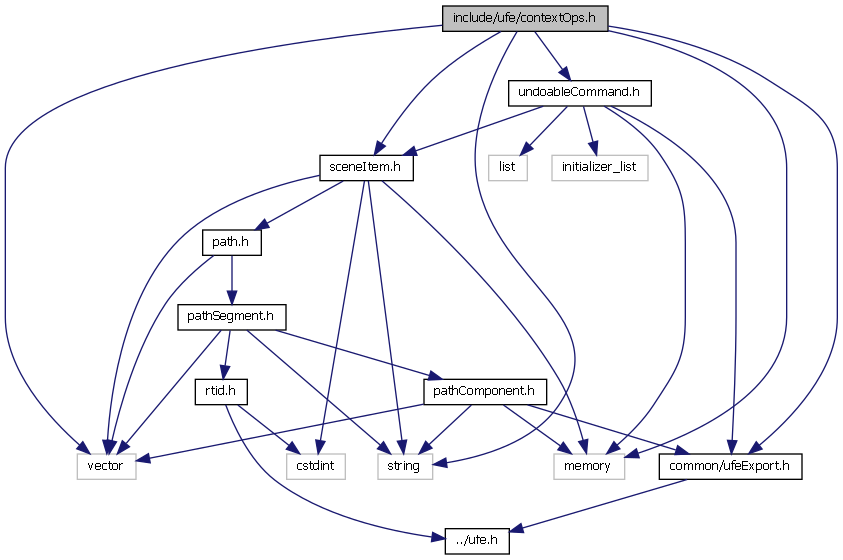 include/ufe/contextOps.h
undoableCommand.h
sceneItem.h
list
initializer_list
path.h
pathSegment.h
rtid.h
pathComponent.h
vector
cstdint
string
memory
common/ufeExport.h
../ufe.h